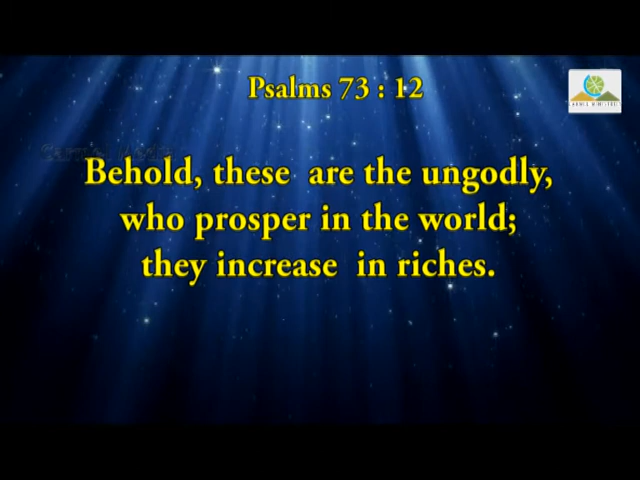 Psalms 73 : 12
Behold, these are the ungodly,
who prosper in the world;
they increase in riches.